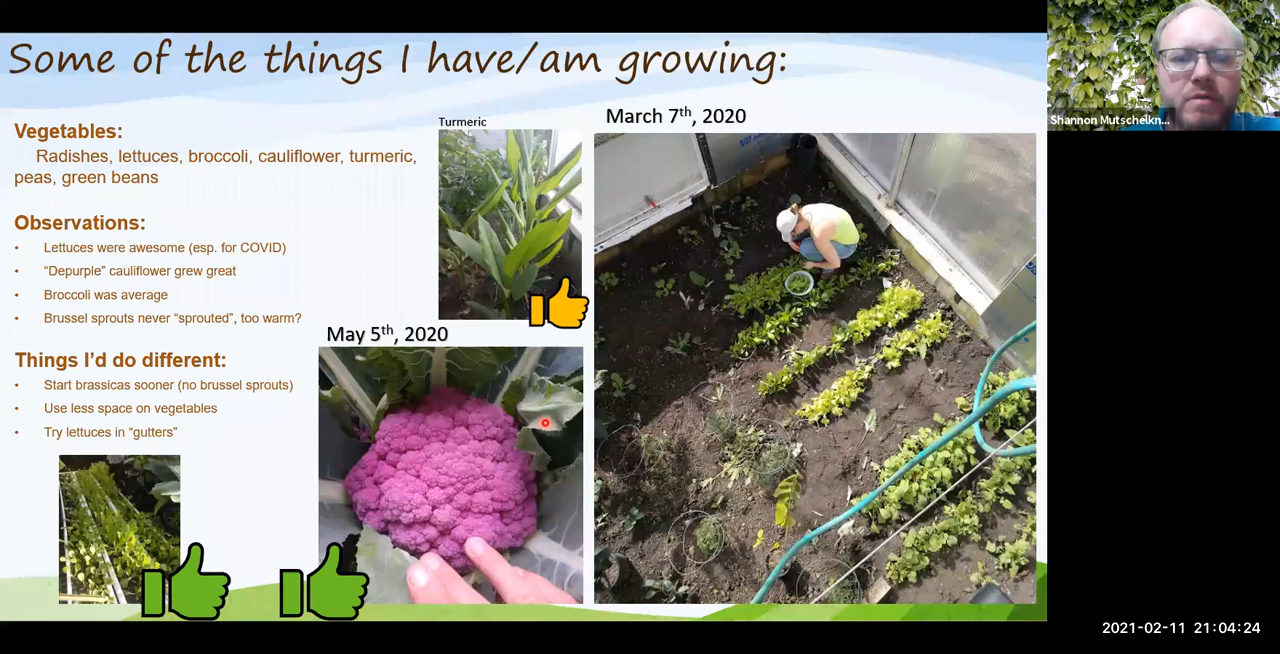 Some of the things I have/am growing:
Vegetables:
Radishes, lettuces, broccoli, cauliflower, turmeric,
peas, green beans
Observations:
• Lettuces were awesome (esp. for COVID)
• “Depurple” cauliflower grew great
• Broccoli was average
• Brussel sprouts never “sprouted”, too warm?
Things I’d do different:
• Start brassicas sooner (no brussel sprouts)
• Use less space on vegetables
• Try lettuces in “gutters”
Turmeric
May 5th, 2020
March 7th, 2020
Shannon Mutschelkn...
2021-02-11 21:04:24